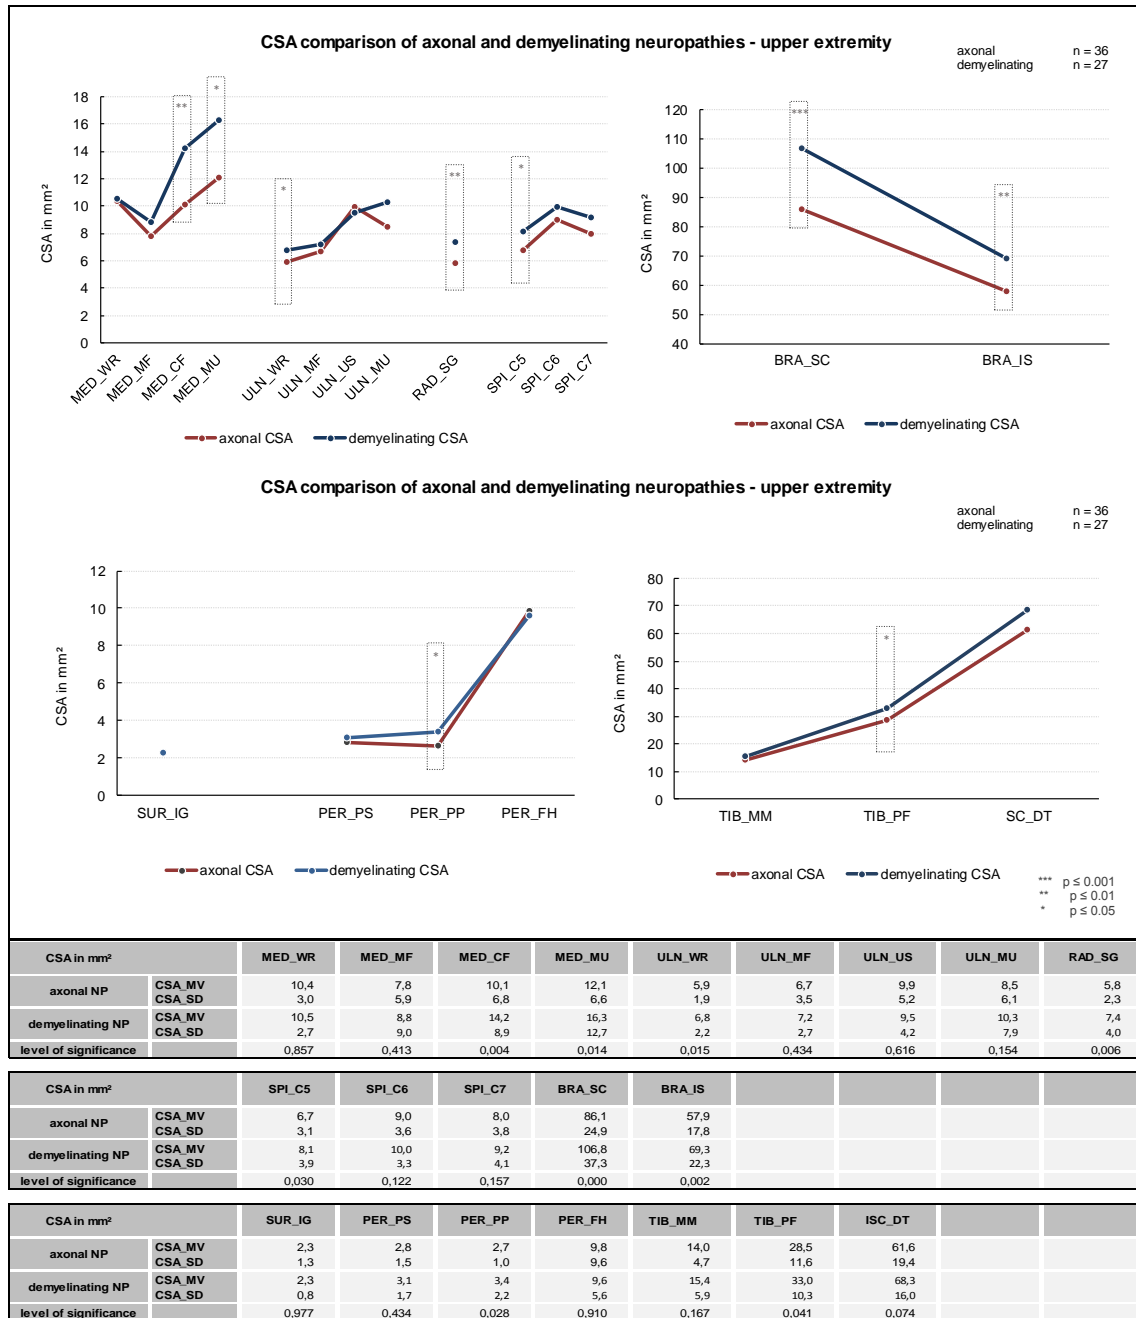 CSA comparison of axonal and demyelinating neuropathies - upper extremity
axonal n = 36
demyelinating n = 27
CSA in mm²
18
16
14
12
10
8
6
4
2
0
** * * ** *
MED_WR MED_MF MED_CF MED_MU ULN_WR ULN_MF ULN_US ULN_MU RAD_SG SPI_C5 SPI_C6 SPI_C7
axonal CSA demyelinating CSA
CSA in mm²
120
110
100
90
80
70
60
50
40
*** **
BRA_SC BRA_IS
axonal CSA demyelinating CSA
CSA comparison of axonal and demyelinating neuropathies - upper extremity
axonal n = 36
demyelinating n = 27
CSA in mm²
12
10
8
6
4
2
0
*
SUR_IG PER_PS PER_PP PER_FH
axonal CSA demyelinating CSA
CSA in mm²
80
70
60
50
40
30
20
10
0
*
TIB_MM TIB_PF SC_DT
axonal CSA demyelinating CSA
*** p ≤ 0.001
** p ≤ 0.01
* p ≤ 0.05
CSA in mm² MED_WR MED_MF MED_CF MED_MU ULN_WR ULN_MF ULN_US ULN_MU RAD_SG
axonal NP CSA_MV 10,4 7,8 10,1 12,1 5,9 6,7 9,9 8,5 5,8
CSA_SD 3,0 5,9 6,8 6,6 1,9 3,5 5,2 6,1 2,3
demyelinating NP CSA_MV 10,5 8,8 14,2 16,3 6,8 7,2 9,5 10,3 7,4
CSA_SD 2,7 9,0 8,9 12,7 2,2 2,7 4,2 7,9 4,0
level of significance 0,857 0,413 0,004 0,014 0,015 0,434 0,616 0,154 0,006
CSA in mm² SPI_C5 SPI_C6 SPI_C7 BRA_SC BRA_IS
axonal NP CSA_MV 6,7 9,0 8,0 86,1 57,9
CSA_SD 3,1 3,6 3,8 24,9 17,8
demyelinating NP CSA_MV 8,1 10,0 9,2 106,8 69,3
CSA_SD 3,9 3,3 4,1 37,3 22,3
level of significance 0,030 0,122 0,157 0,000 0,002
CSA in mm² SUR_IG PER_PS PER_PP PER_FH TIB_MM TIB_PF ISC_DT
axonal NP CSA_MV 2,3 2,8 2,7 9,8 14,0 28,5 61,6
CSA_SD 1,3 1,5 1,0 9,6 4,7 11,6 19,4
demyelinating NP CSA_MV 2,3 3,1 3,4 9,6 15,4 33,0 68,3
CSA_SD 0,8 1,7 2,2 5,6 5,9 10,3 16,0
level of significance 0,977 0,434 0,028 0,910 0,167 0,041 0,074